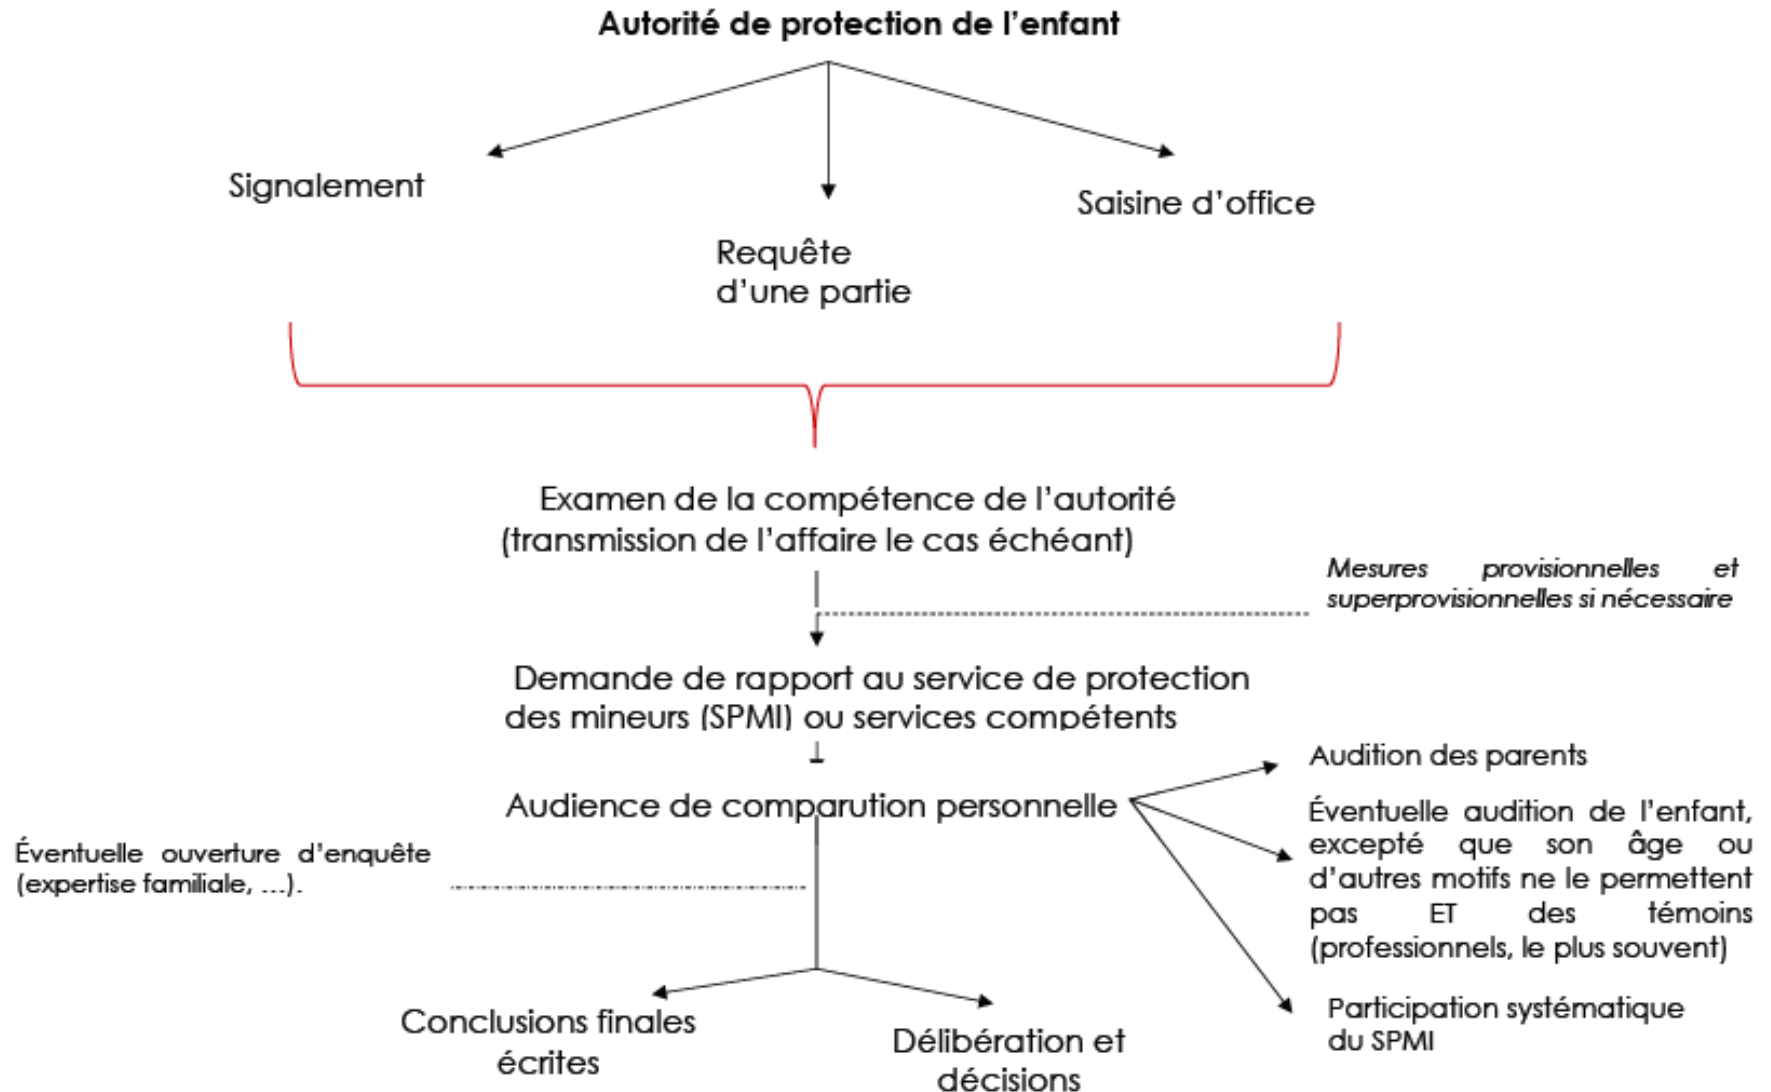 Autorité de protection de l'enfant
Signalement
Saisine d'office
Requête
d'une partie
Examen de la compétence de l'autorité
(transmission de l'affaire le cas échéant)
Mesures provisionnelles et
superprovisionnelles si nécessaire
Demande de rapport au service de protection
des mineurs (SPMI) ou services compétents
Audience de comparution personnelle
Audition des parents
Éventuelle audition de l'enfant,
excepté que son âge ou
d'autres motifs ne le permettent
pas ET des témoins
(professionnels, le plus souvent)
Participation systématique
du SPMI
Éventuelle ouverture d'enquête
(expertise familiale, ...).
Conclusions finales
écrites
Délibération et
décisions